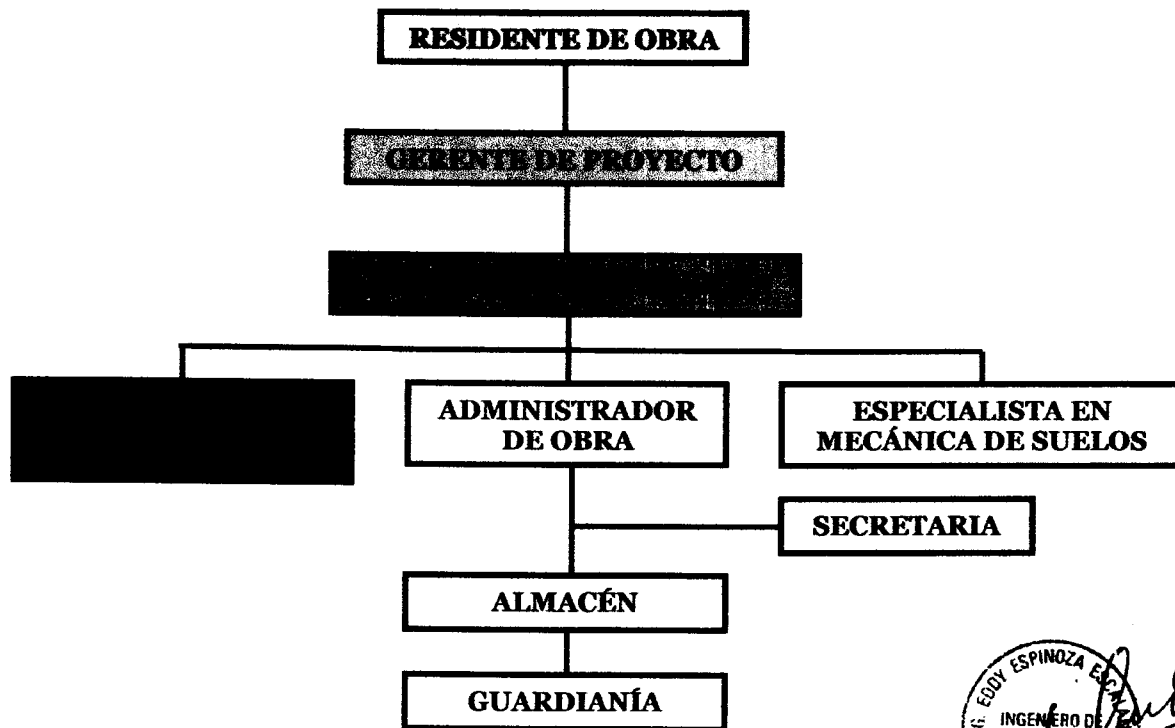 RESIDENTE DE OBRA
GERENTE DE PROYECTO
ADMINISTRADOR
DE OBRA
ESPECIALISTA EN
MECÁNICA DE SUELOS
SECRETARIA
ALMACÉN
GUARDIANÍA
EDDY ESPINOZA
INGENIERO DE